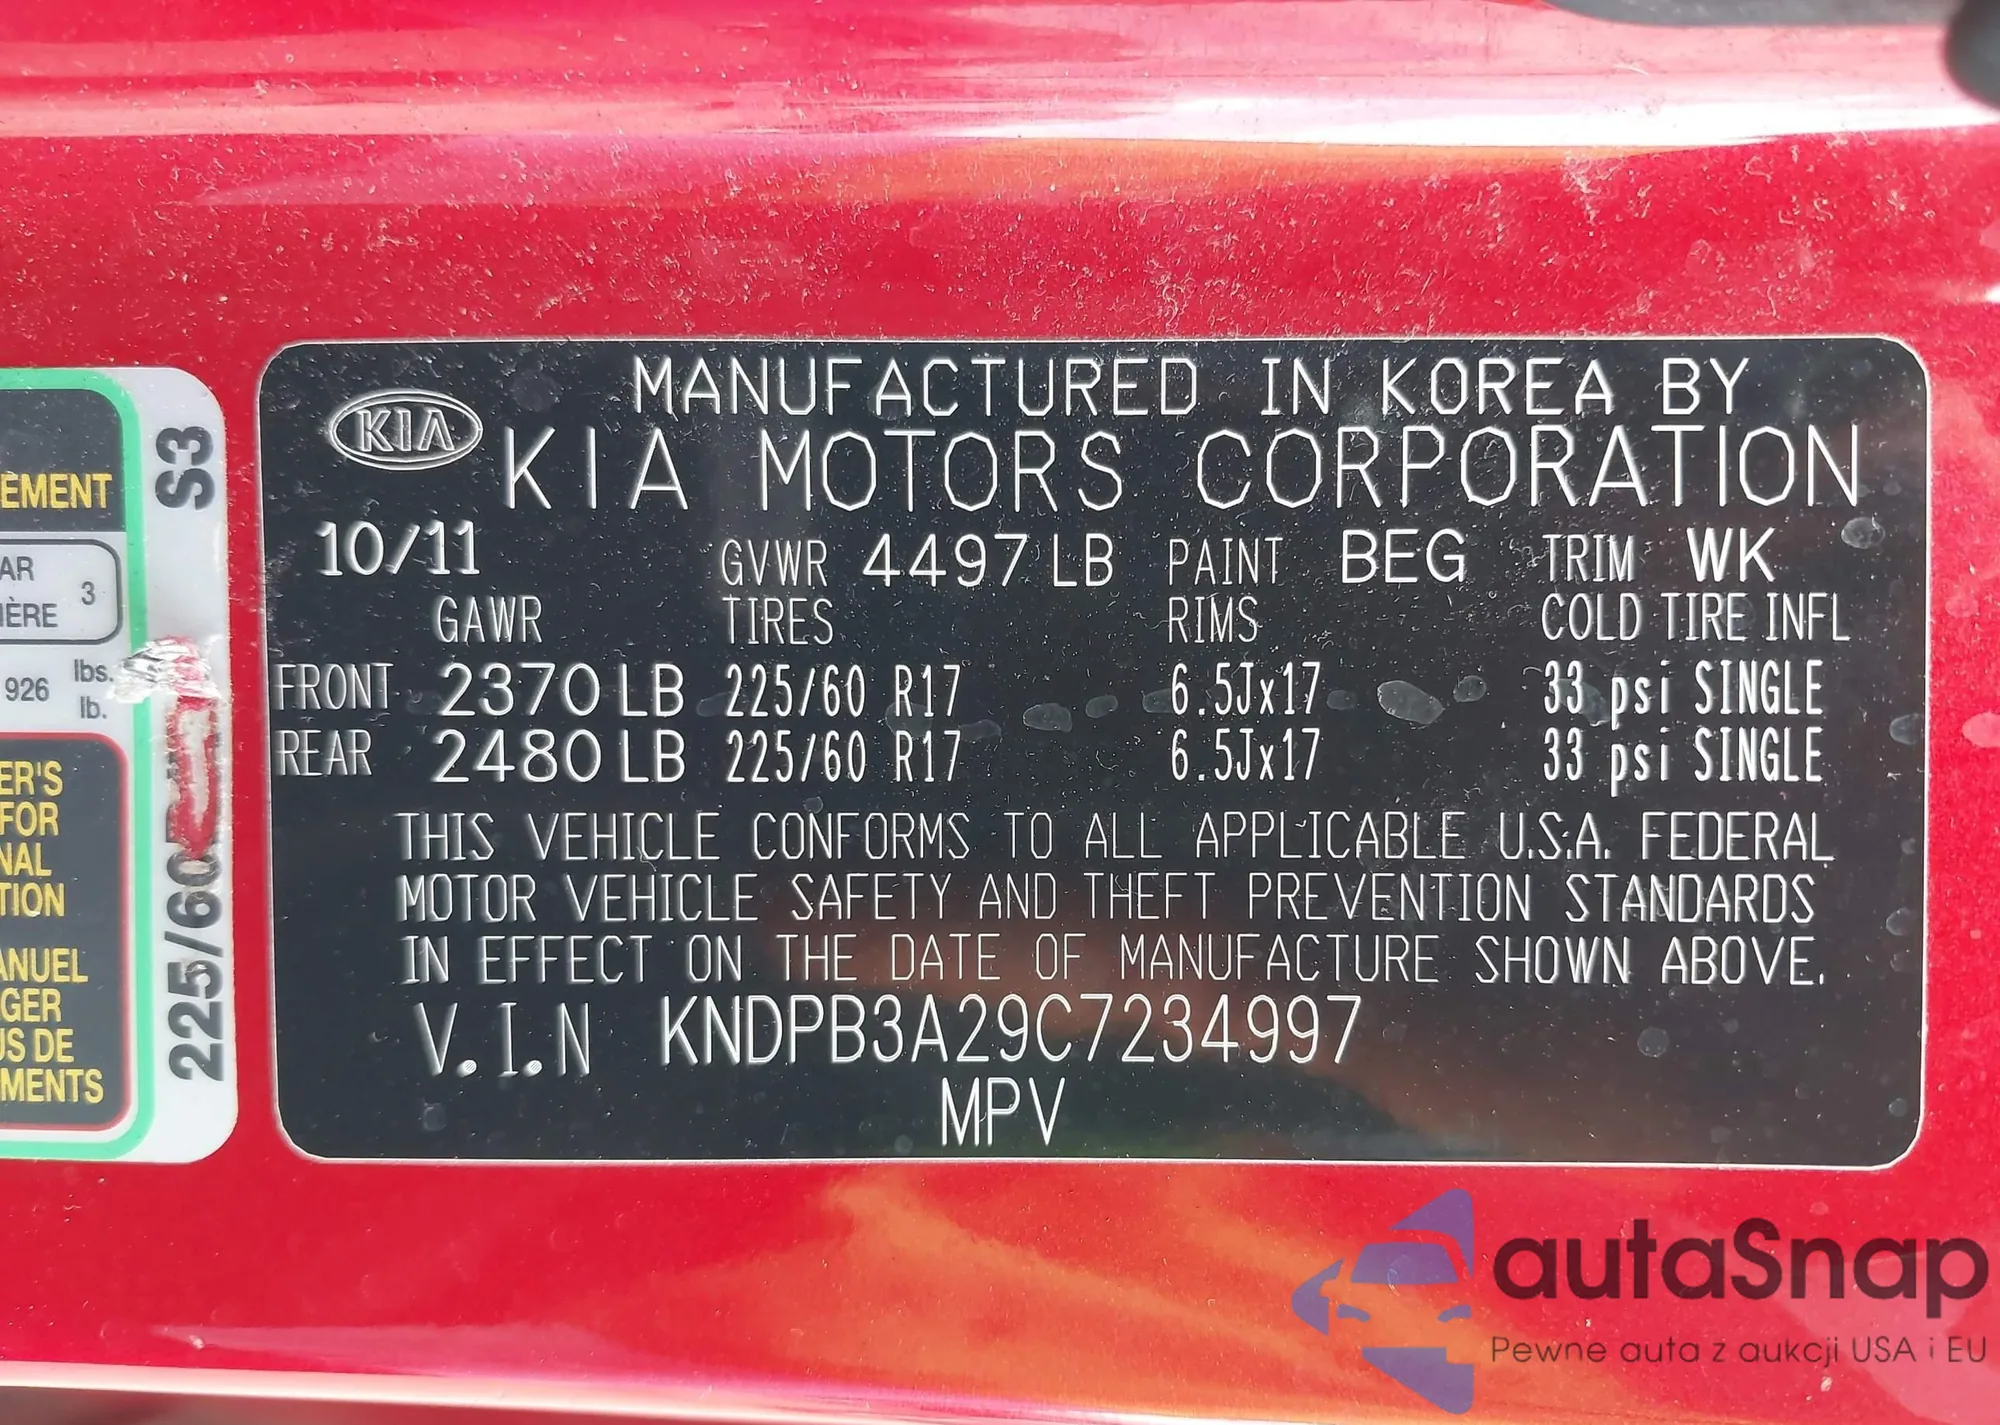 MANUFACTURED IN KOREA BY
KIA
KIA MOTORS CORPORATION
10/11 GVWR 4497 LB PAINT BEG TRIM WK
GAWR TIRES RIMS COLD TIRE INFL
FRONT 2370 LB 225/60 R17 6.5Jx17 33 psi SINGLE
REAR 2480 LB 225/60 R17 6.5Jx17 33 psi SINGLE
THIS VEHICLE CONFORMS TO ALL APPLICABLE U.S.A. FEDERAL
MOTOR VEHICLE SAFETY AND THEFT PREVENTION STANDARDS
IN EFFECT ON THE DATE OF MANUFACTURE SHOWN ABOVE.
V.I.N KNDPB3A29C7234997
MPV
EMENT
AR
IÈRE 3
926 lbs.
lb.
ER'S
FOR
NAL
TION
ANUEL
GER
US DE
MENTS
S3
225/60
autaSnap
Pewne auta z aukcji USA i EU